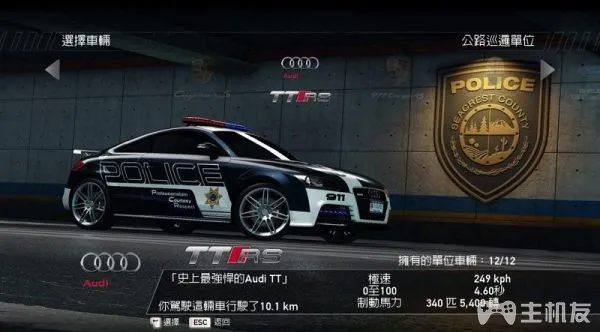 選擇車輛
公路巡邏單位
Audi
TTRS
POLICE
SEACREST COUNTY
POLICE
Professionalism
Courtesy
Respect
911
Audi
TTRS
擁有的單位車輛：12/12
「史上最強悍的Audi TT」
極速 249 kph
0至100 4.60秒
你駕駛這輛車行駛了10.1 km
制動馬力 340 匹 5,400 轉
選擇 ESC 返回
主机友